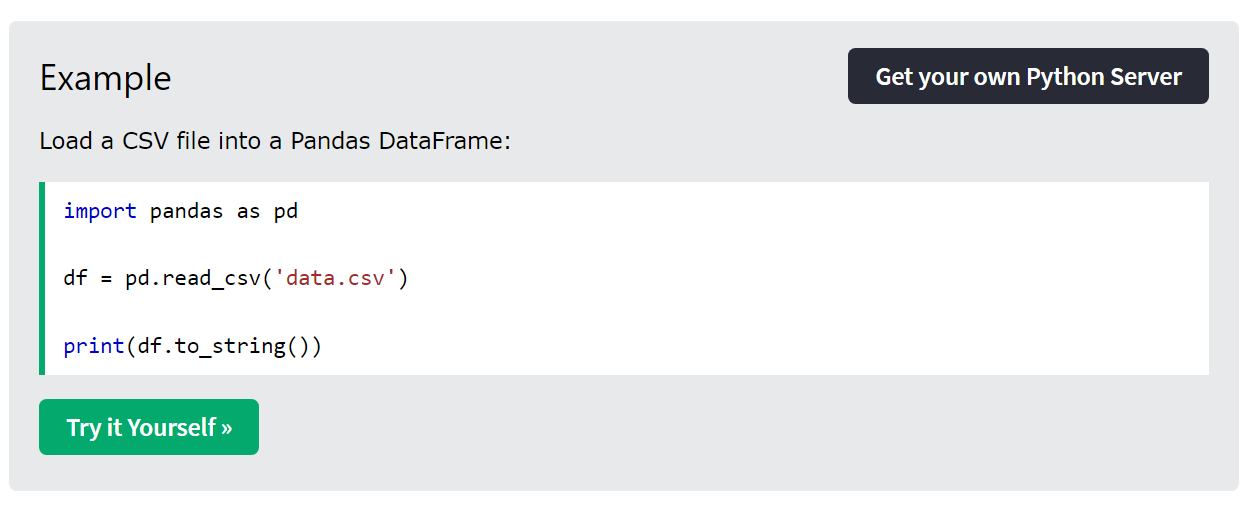 Example
Get your own Python Server
Load a CSV file into a Pandas DataFrame:
import pandas as pd
df = pd.read_csv('data.csv')
print(df.to_string())
Try it Yourself »